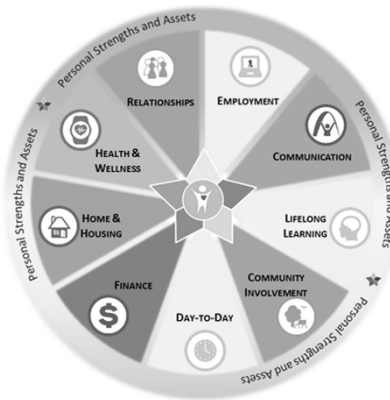 Personal Strengths and Assets
RELATIONSHIPS
EMPLOYMENT
COMMUNICATION
LIFELONG
LEARNING
COMMUNITY
INVOLVEMENT
DAY-TO-DAY
FINANCE
HOME &
HOUSING
HEALTH &
WELLNESS
Personal Strengths and Assets
Personal Strengths and Assets
Personal Strengths and Assets
$